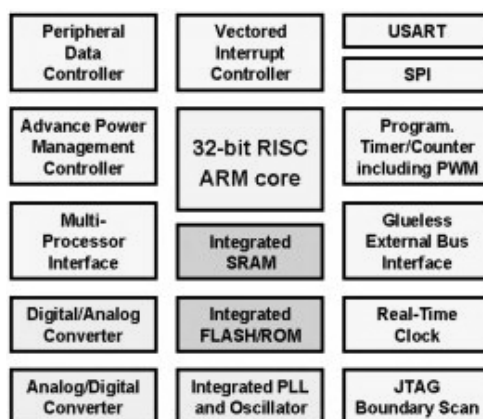 Peripheral
Data
Controller
Vectored
Interrupt
Controller
USART
SPI
Advance Power
Management
Controller
32-bit RISC
ARM core
Program.
Timer/Counter
including PWM
Multi-
Processor
Interface
Integrated
SRAM
Glueless
External Bus
Interface
Digital/Analog
Converter
Integrated
FLASH/ROM
Real-Time
Clock
Analog/Digital
Converter
Integrated PLL
and Oscillator
JTAG
Boundary Scan